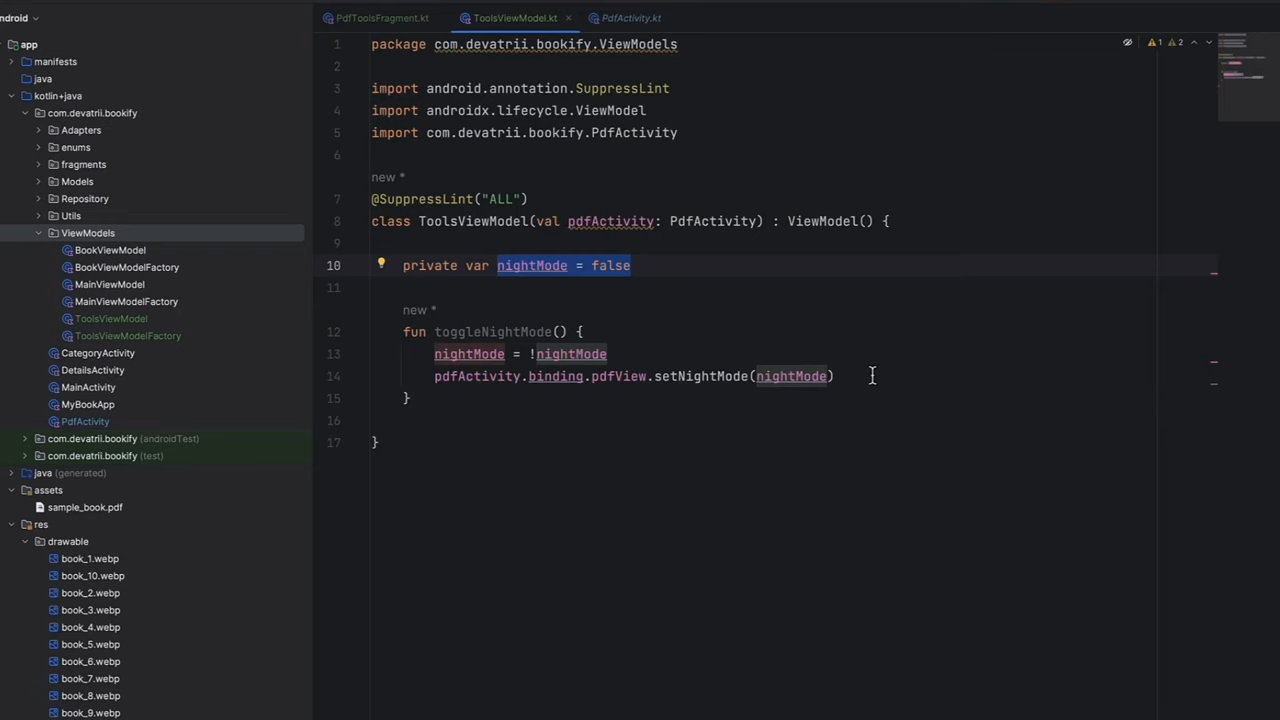 ndroid
PdfToolsFragment.kt
ToolsViewModel.kt
PdfActivity.kt
app
manifests
java
kotlin+java
com.devatrii.bookify
Adapters
enums
fragments
Models
Repository
Utils
ViewModels
BookViewModel
BookViewModelFactory
MainViewModel
MainViewModelFactory
ToolsViewModel
ToolsViewModelFactory
CategoryActivity
DetailsActivity
MainActivity
MyBookApp
PdfActivity
com.devatrii.bookify (androidTest)
com.devatrii.bookify (test)
java (generated)
assets
sample_book.pdf
res
drawable
book_1.webp
book_10.webp
book_2.webp
book_3.webp
book_4.webp
book_5.webp
book_6.webp
book_7.webp
book_8.webp
book_9.webp
1 package com.devatrii.bookify.ViewModels
1 2
2
3 import android.annotation.SuppressLint
4 import androidx.lifecycle.ViewModel
5 import com.devatrii.bookify.PdfActivity
6
new *
7 @SuppressLint("ALL")
8 class ToolsViewModel(val pdfActivity: PdfActivity) : ViewModel() {
9
10 private var nightMode = false
11
new *
12 fun toggleNightMode() {
13 nightMode = !nightMode
14 pdfActivity.binding.pdfView.setNightMode(nightMode)
15 }
16
17 }